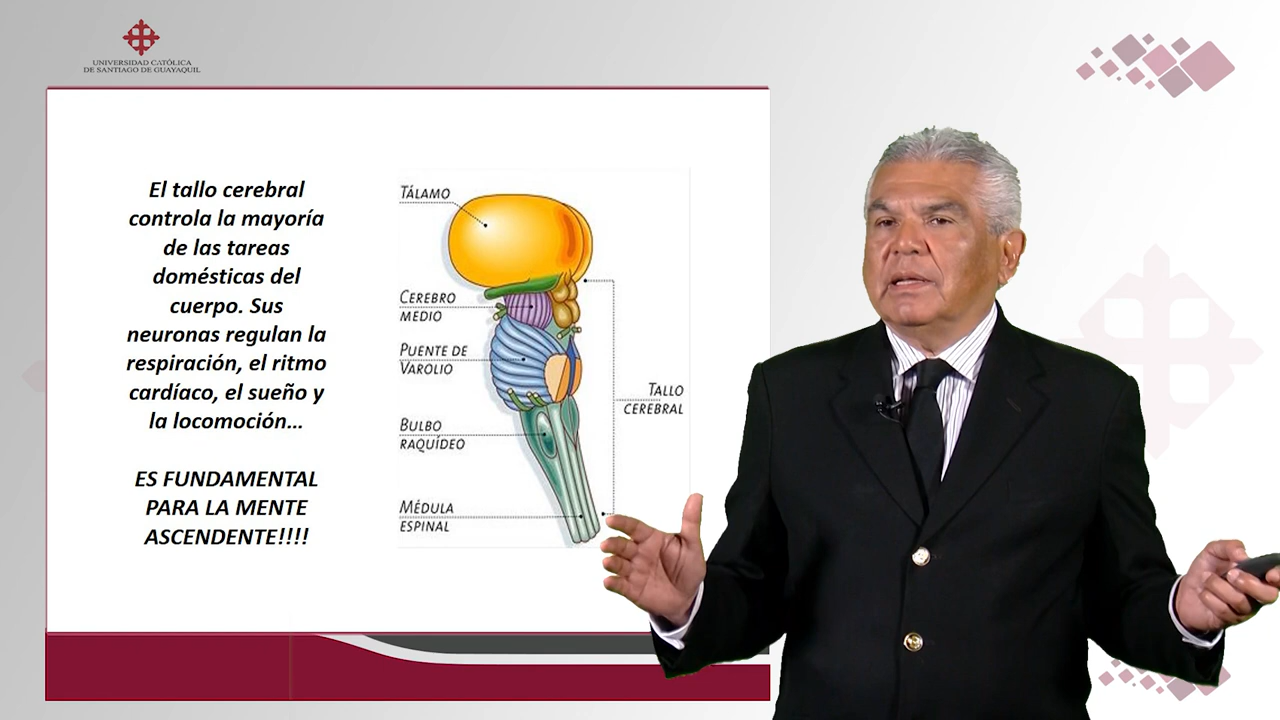 UNIVERSIDAD CATÓLICA
DE SANTIAGO DE GUAYAQUIL
El tallo cerebral
controla la mayoría
de las tareas
domésticas del
cuerpo. Sus
neuronas regulan la
respiración, el ritmo
cardíaco, el sueño y
la locomoción...
ES FUNDAMENTAL
PARA LA MENTE
ASCENDENTE!!!!
TÁLAMO
CEREBRO
MEDIO
PUENTE DE
VAROLIO
TALLO
CEREBRAL
BULBO
RAQUÍDEO
MÉDULA
ESPINAL